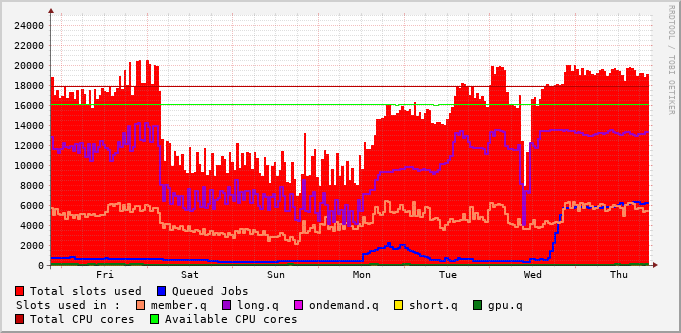 RRDTOOL / TOBI OETIKER
24000
22000
20000
18000
16000
14000
12000
10000
8000
6000
4000
2000
0
Fri Sat Sun Mon Tue Wed Thu
Total slots used Queued Jobs
Slots used in : member.q long.q ondemand.q short.q gpu.q
Total CPU cores Available CPU cores